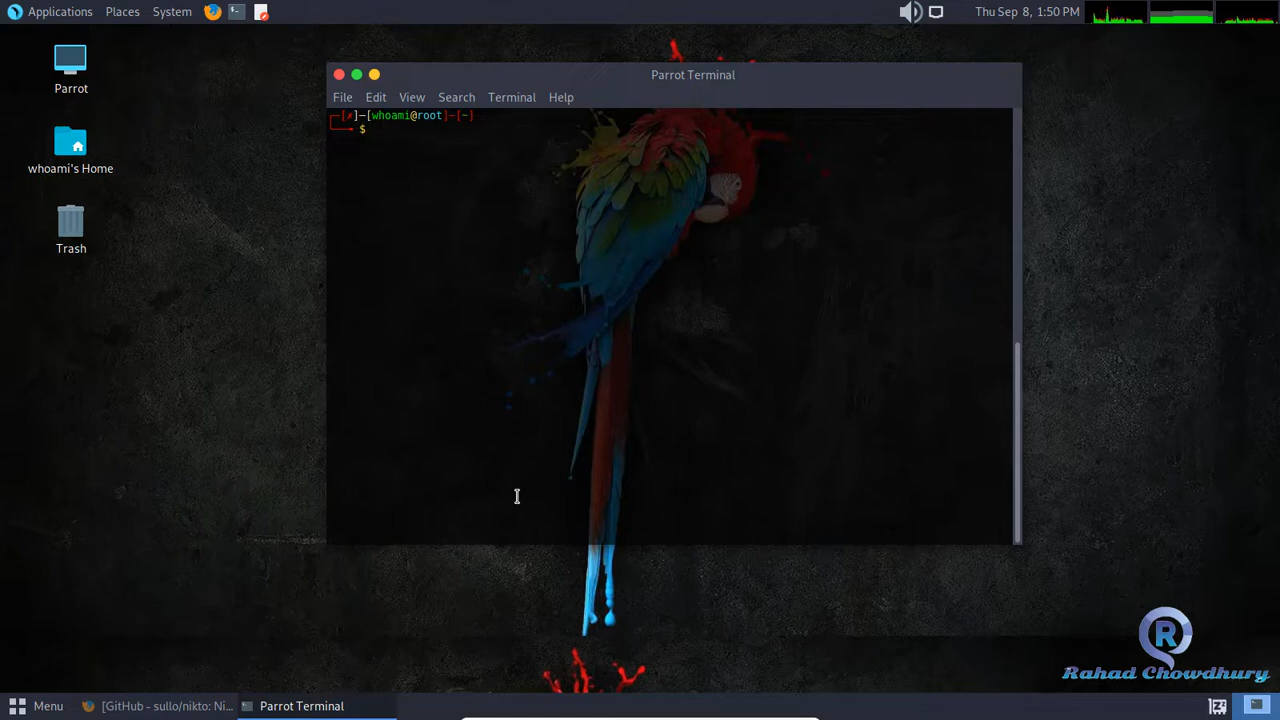 Applications Places System
Thu Sep 8, 1:50 PM
Parrot
whoami's Home
Trash
Parrot Terminal
File Edit View Search Terminal Help
┌─[✗]─[whoami@root]─[~]
└──╼ $
R
Rahad Chowdhury
Menu
[GitHub - sullo/nikto: Ni...
Parrot Terminal